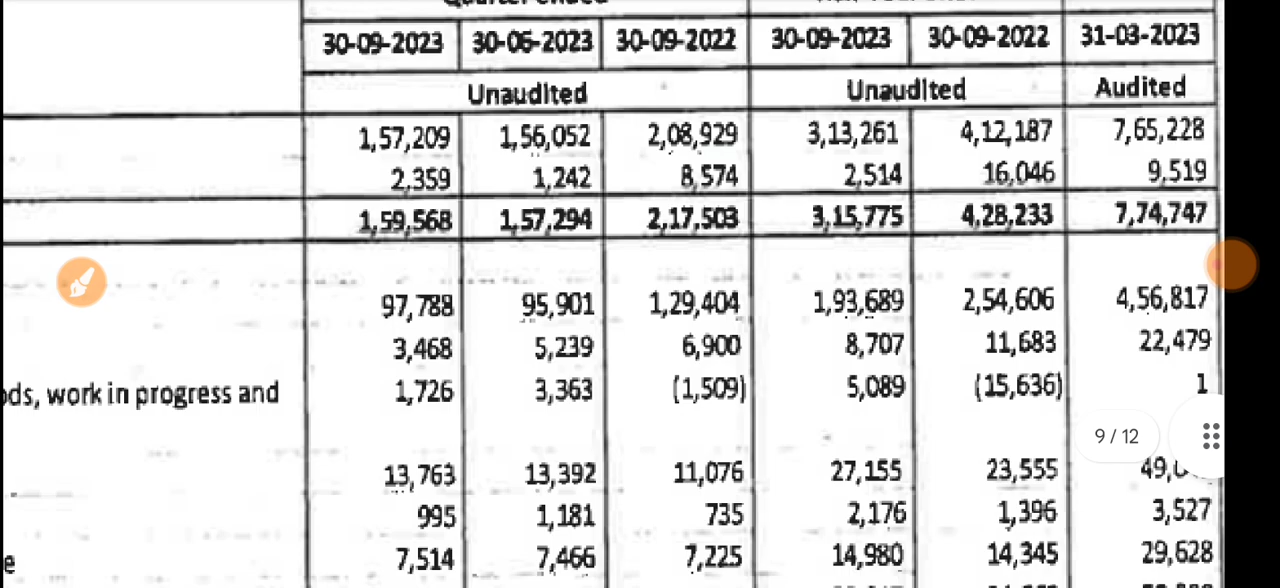 Quarter ended
30-09-2023 30-06-2023 30-09-2022 30-09-2023 30-09-2022 31-03-2023
Unaudited Unaudited Audited
1,57,209 1,56,052 2,08,929 3,13,261 4,12,187 7,65,228
2,359 1,242 8,574 2,514 16,046 9,519
1,59,568 1,57,294 2,17,503 3,15,775 4,28,233 7,74,747
97,788 95,901 1,29,404 1,93,689 2,54,606 4,56,817
3,468 5,239 6,900 8,707 11,683 22,479
ods, work in progress and 1,726 3,363 (1,509) 5,089 (15,636) 1
9 / 12
13,763 13,392 11,076 27,155 23,555
995 1,181 735 2,176 1,396 3,527
e 7,514 7,466 7,225 14,980 14,345 29,628